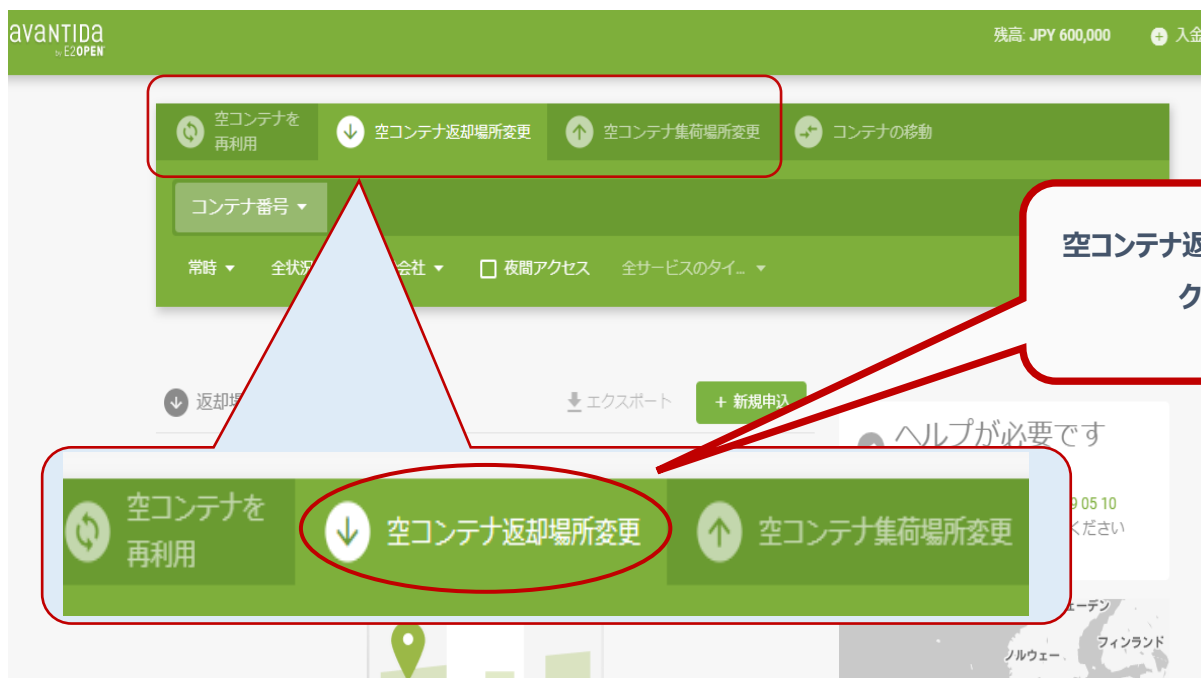 avantida
by E2OPEN
残高: JPY 600,000
入金
空コンテナを
再利用
空コンテナ返却場所変更
空コンテナ集荷場所変更
コンテナの移動
コンテナ番号
常時
全状況
会社
夜間アクセス
全サービスのタイ...
空コンテナ返
ク
返却場
エクスポート
+ 新規申込
ヘルプが必要です
空コンテナを
再利用
空コンテナ返却場所変更
空コンテナ集荷場所変更
9 05 10
ください
ェーデン
フィンランド
ノルウェー